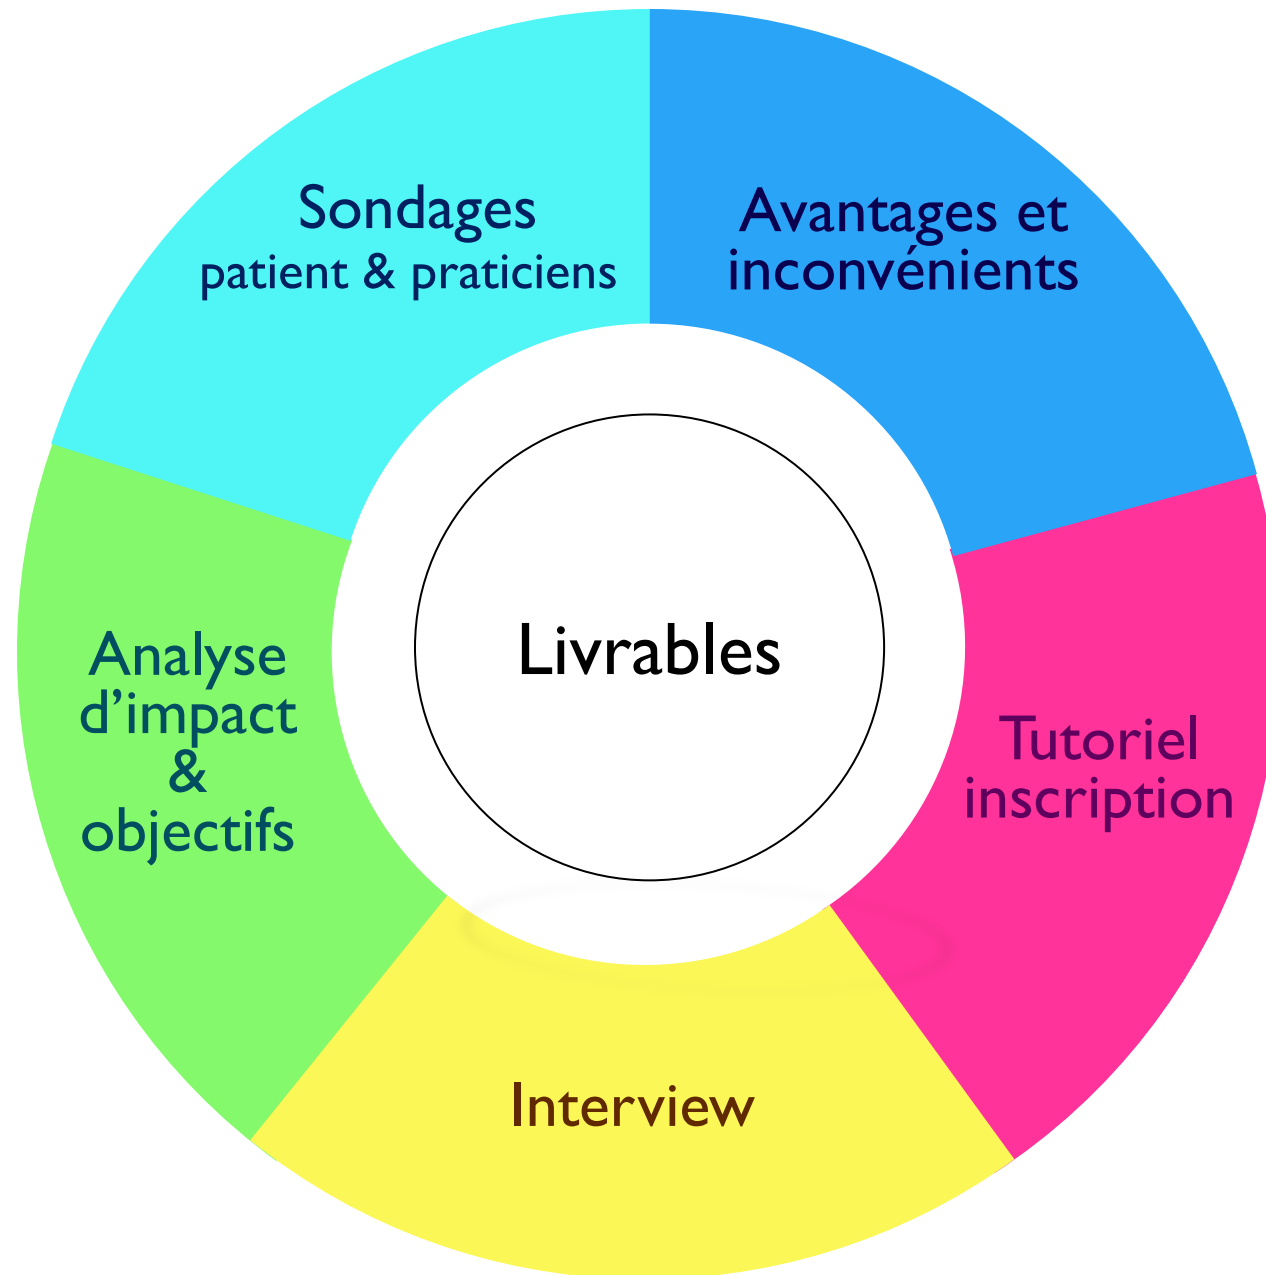 Sondages
patient & praticiens
Avantages et
inconvénients
Livrables
Analyse
d’impact
&
objectifs
Tutoriel
inscription
Interview